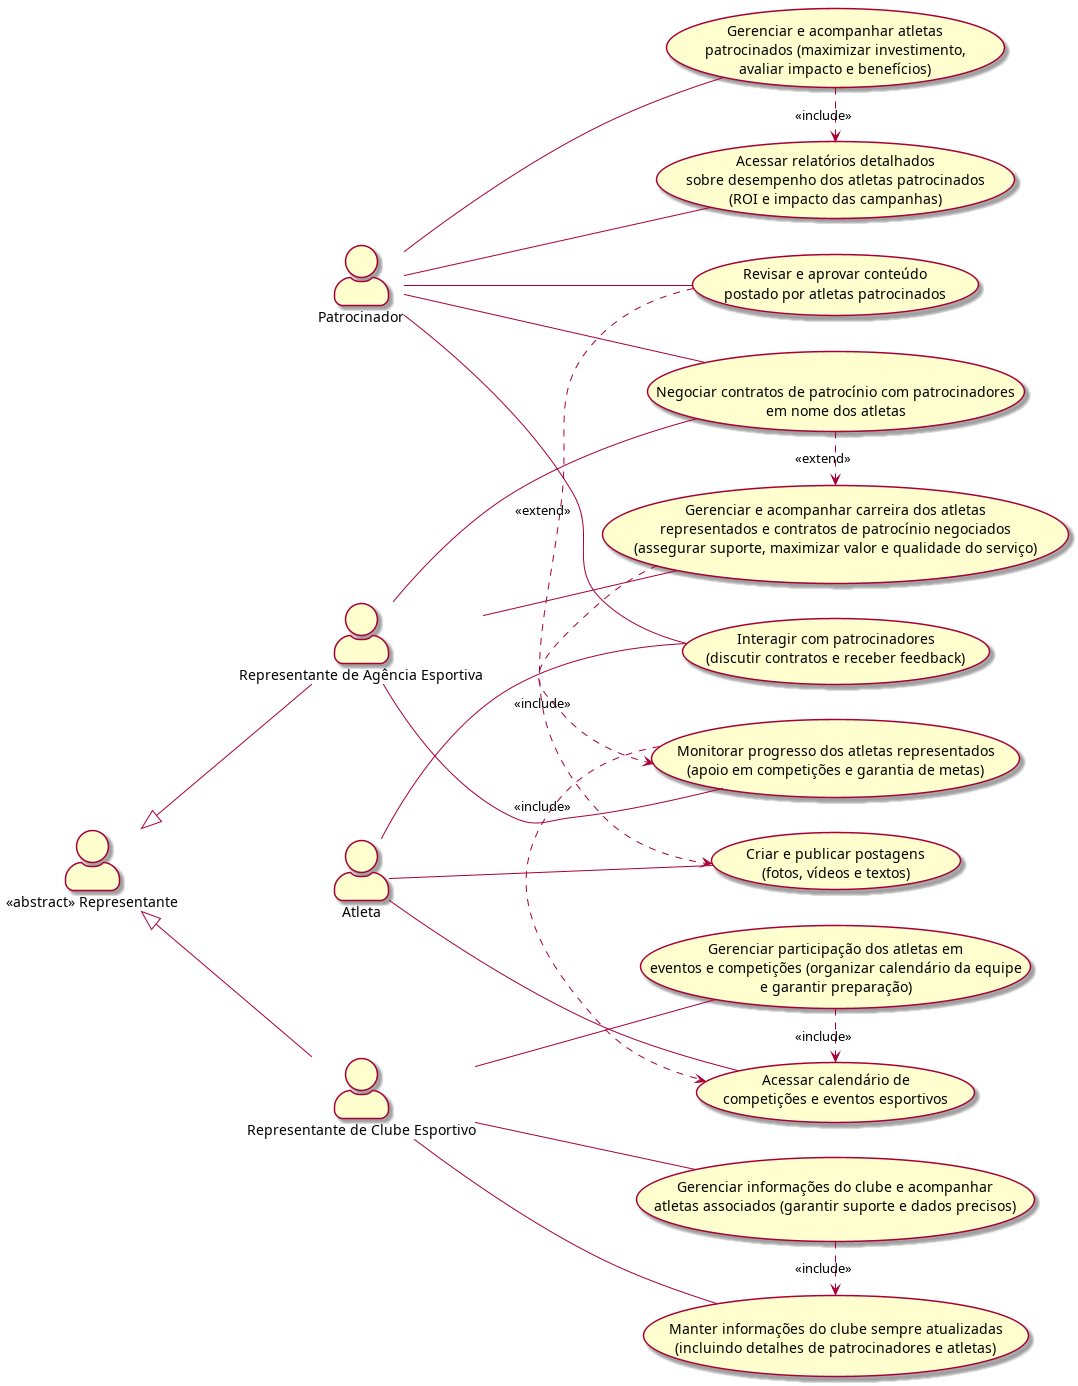 Gerenciar e acompanhar atletas
patrocinados (maximizar investimento,
avaliar impacto e benefícios)
«include»
Acessar relatórios detalhados
sobre desempenho dos atletas patrocinados
(ROI e impacto das campanhas)
Patrocinador
Revisar e aprovar conteúdo
postado por atletas patrocinados
Negociar contratos de patrocínio com patrocinadores
em nome dos atletas
«extend»
«extend»
Gerenciar e acompanhar carreira dos atletas
representados e contratos de patrocínio negociados
(assegurar suporte, maximizar valor e qualidade do serviço)
Representante de Agência Esportiva
Interagir com patrocinadores
(discutir contratos e receber feedback)
«include»
Monitorar progresso dos atletas representados
(apoio em competições e garantia de metas)
«include»
Criar e publicar postagens
(fotos, vídeos e textos)
«abstract» Representante
Atleta
Gerenciar participação dos atletas em
eventos e competições (organizar calendário da equipe
e garantir preparação)
«include»
Acessar calendário de
competições e eventos esportivos
Representante de Clube Esportivo
Gerenciar informações do clube e acompanhar
atletas associados (garantir suporte e dados precisos)
«include»
Manter informações do clube sempre atualizadas
(incluindo detalhes de patrocinadores e atletas)